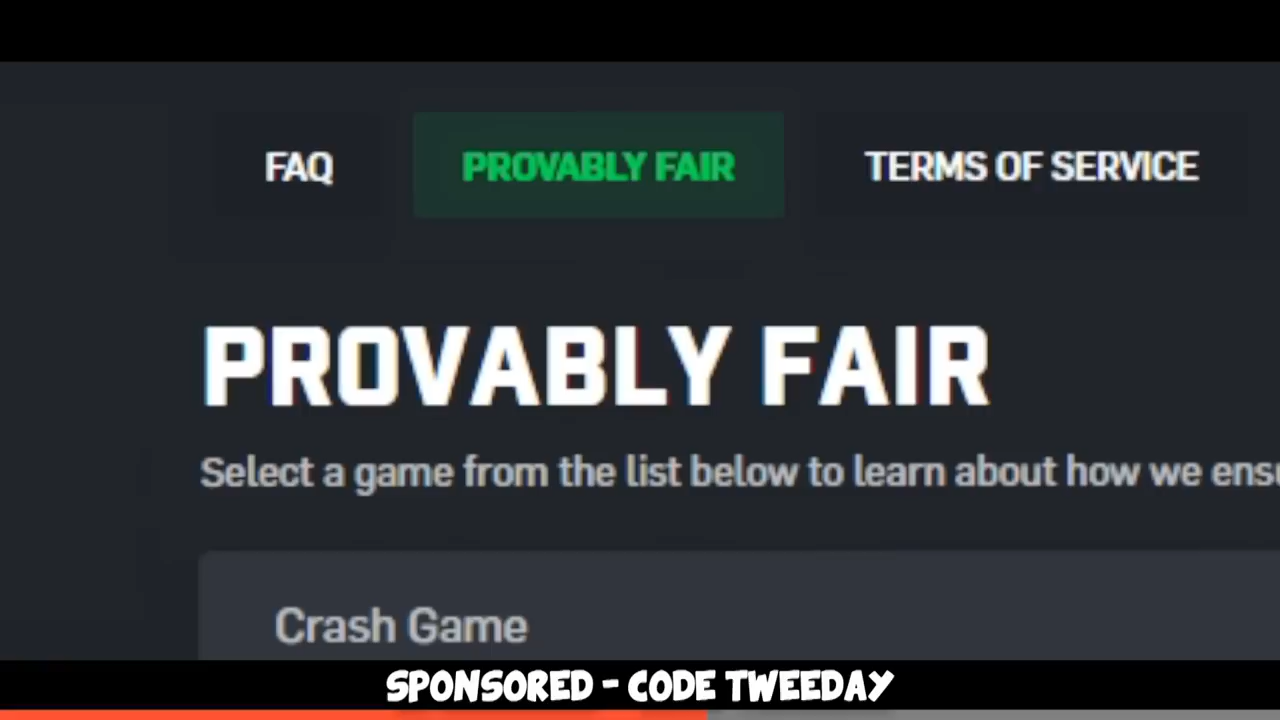 FAQ PROVABLY FAIR TERMS OF SERVICE
PROVABLY FAIR
Select a game from the list below to learn about how we ens
Crash Game
SPONSORED - CODE TWEEDAY